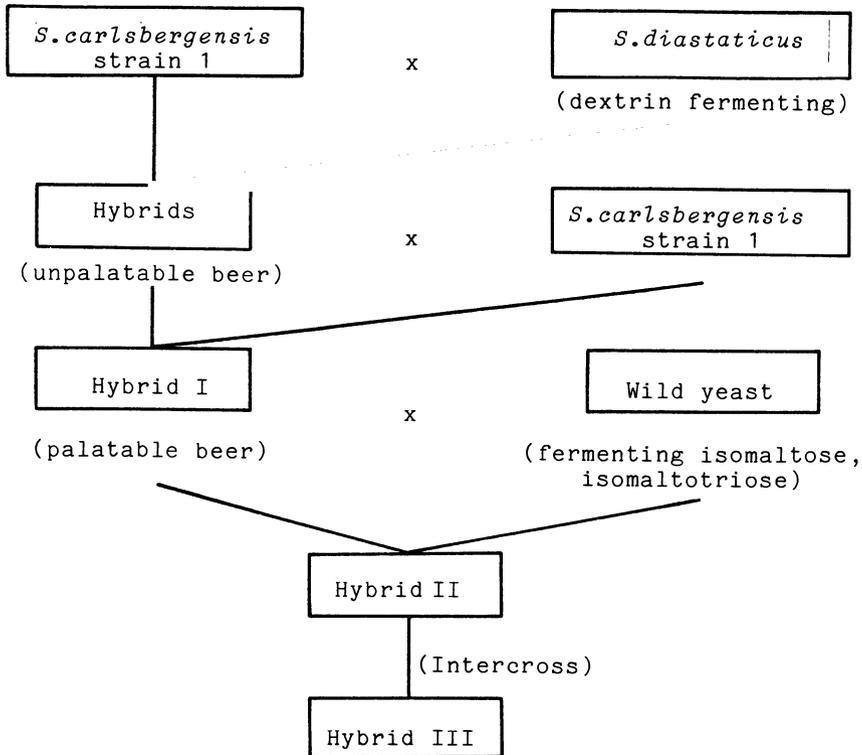 S.carlsbergensis
strain 1
x
S.diastaticus
(dextrin fermenting)
Hybrids
(unpalatable beer)
x
S.carlsbergensis
strain 1
Hybrid I
(palatable beer)
x
Wild yeast
(fermenting isomaltose,
isomaltotriose)
Hybrid II
(Intercross)
Hybrid III